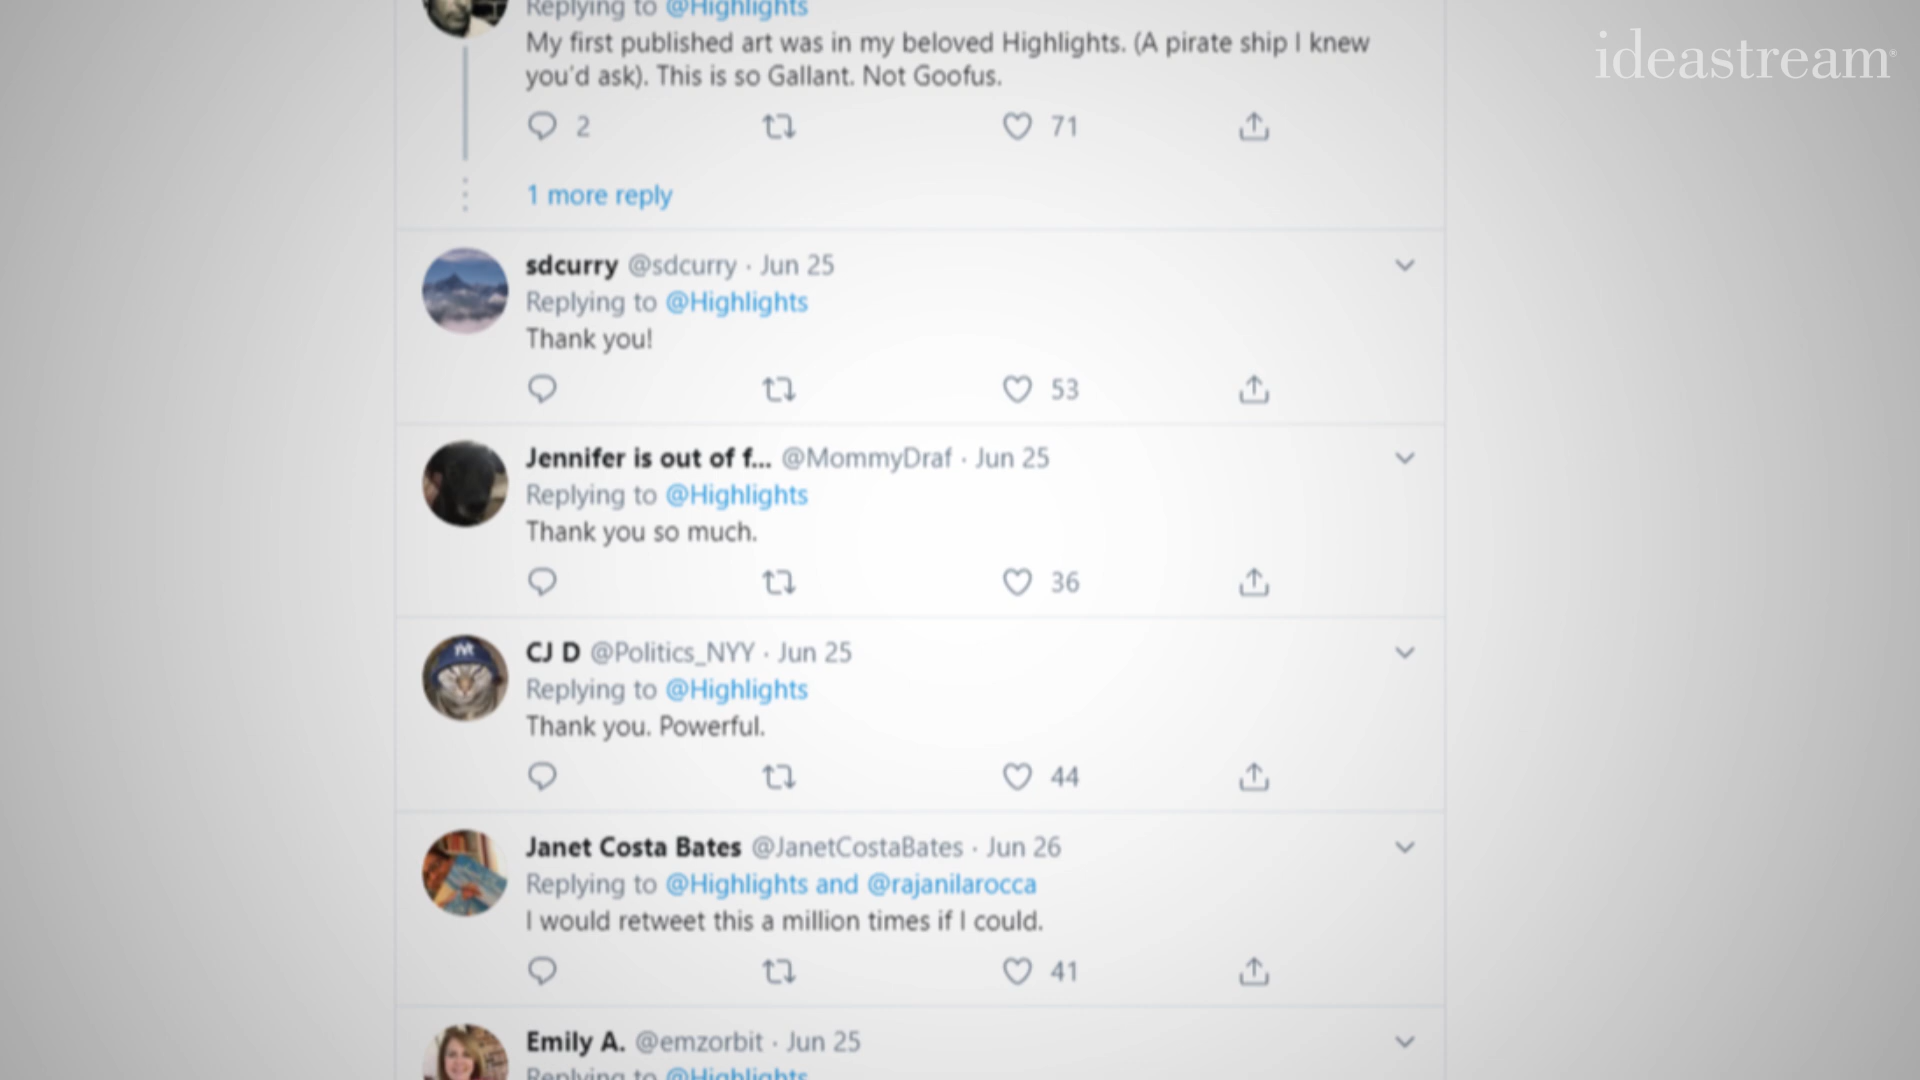 Replying to @Highlights
ideastream®
My first published art was in my beloved Highlights. (A pirate ship I knew
you'd ask). This is so Gallant. Not Goofus.
2 71
1 more reply
sdcurry @sdcurry · Jun 25
Replying to @Highlights
Thank you!
53
Jennifer is out of f... @MommyDraf · Jun 25
Replying to @Highlights
Thank you so much.
36
CJ D @Politics_NYY · Jun 25
Replying to @Highlights
Thank you. Powerful.
44
Janet Costa Bates @JanetCostaBates · Jun 26
Replying to @Highlights and @rajanilarocca
I would retweet this a million times if I could.
41
Emily A. @emzorbit · Jun 25
Replying to @Highlights